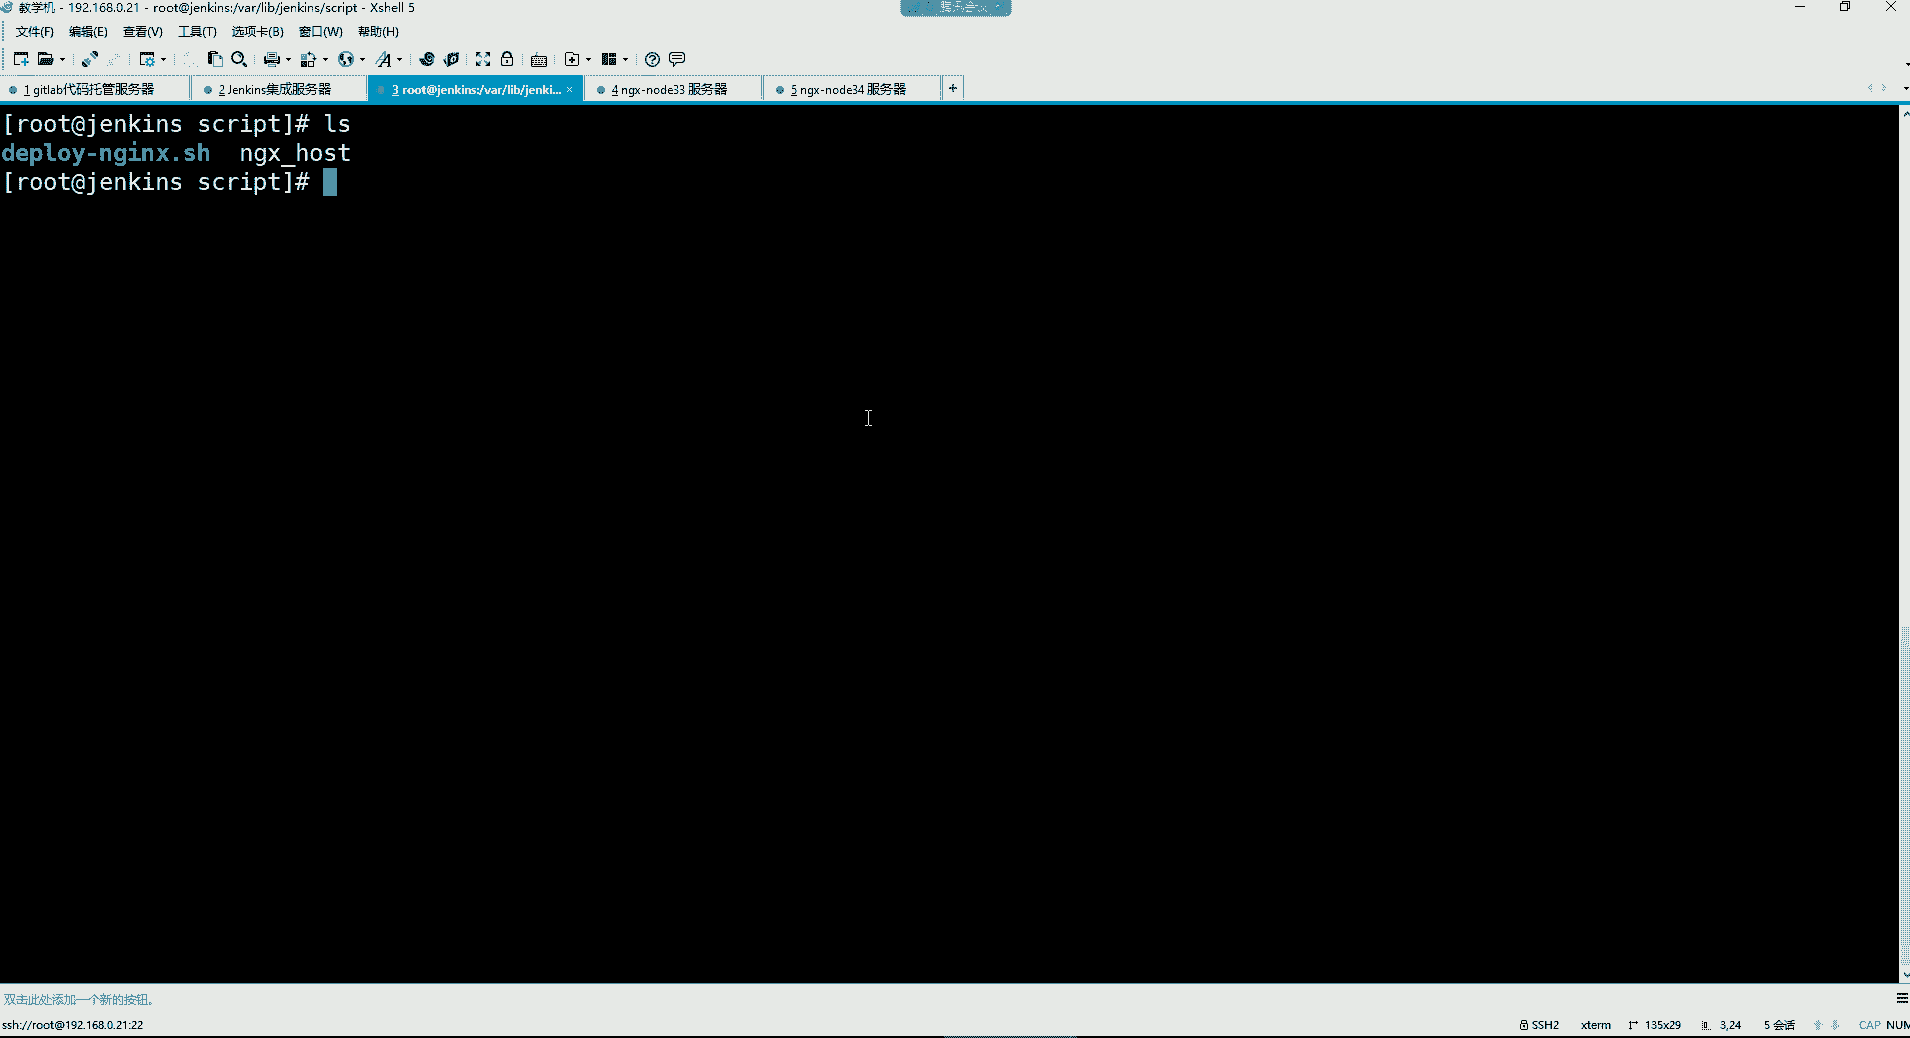 教学机 - 192.168.0.21 - root@jenkins:/var/lib/jenkins/script - Xshell 5
腾讯会议
文件(F) 编辑(E) 查看(V) 工具(T) 选项卡(B) 窗口(W) 帮助(H)
1 gitlab代码托管服务器 2 Jenkins集成服务器 3 root@jenkins:/var/lib/jenki... × 4 ngx-node33 服务器 5 ngx-node34 服务器 +
[root@jenkins script]# ls
deploy-nginx.sh ngx_host
[root@jenkins script]#
双击此处添加一个新的按钮。
ssh://root@192.168.0.21:22 SSH2 xterm 135x29 3,24 5 会话 CAP NUM